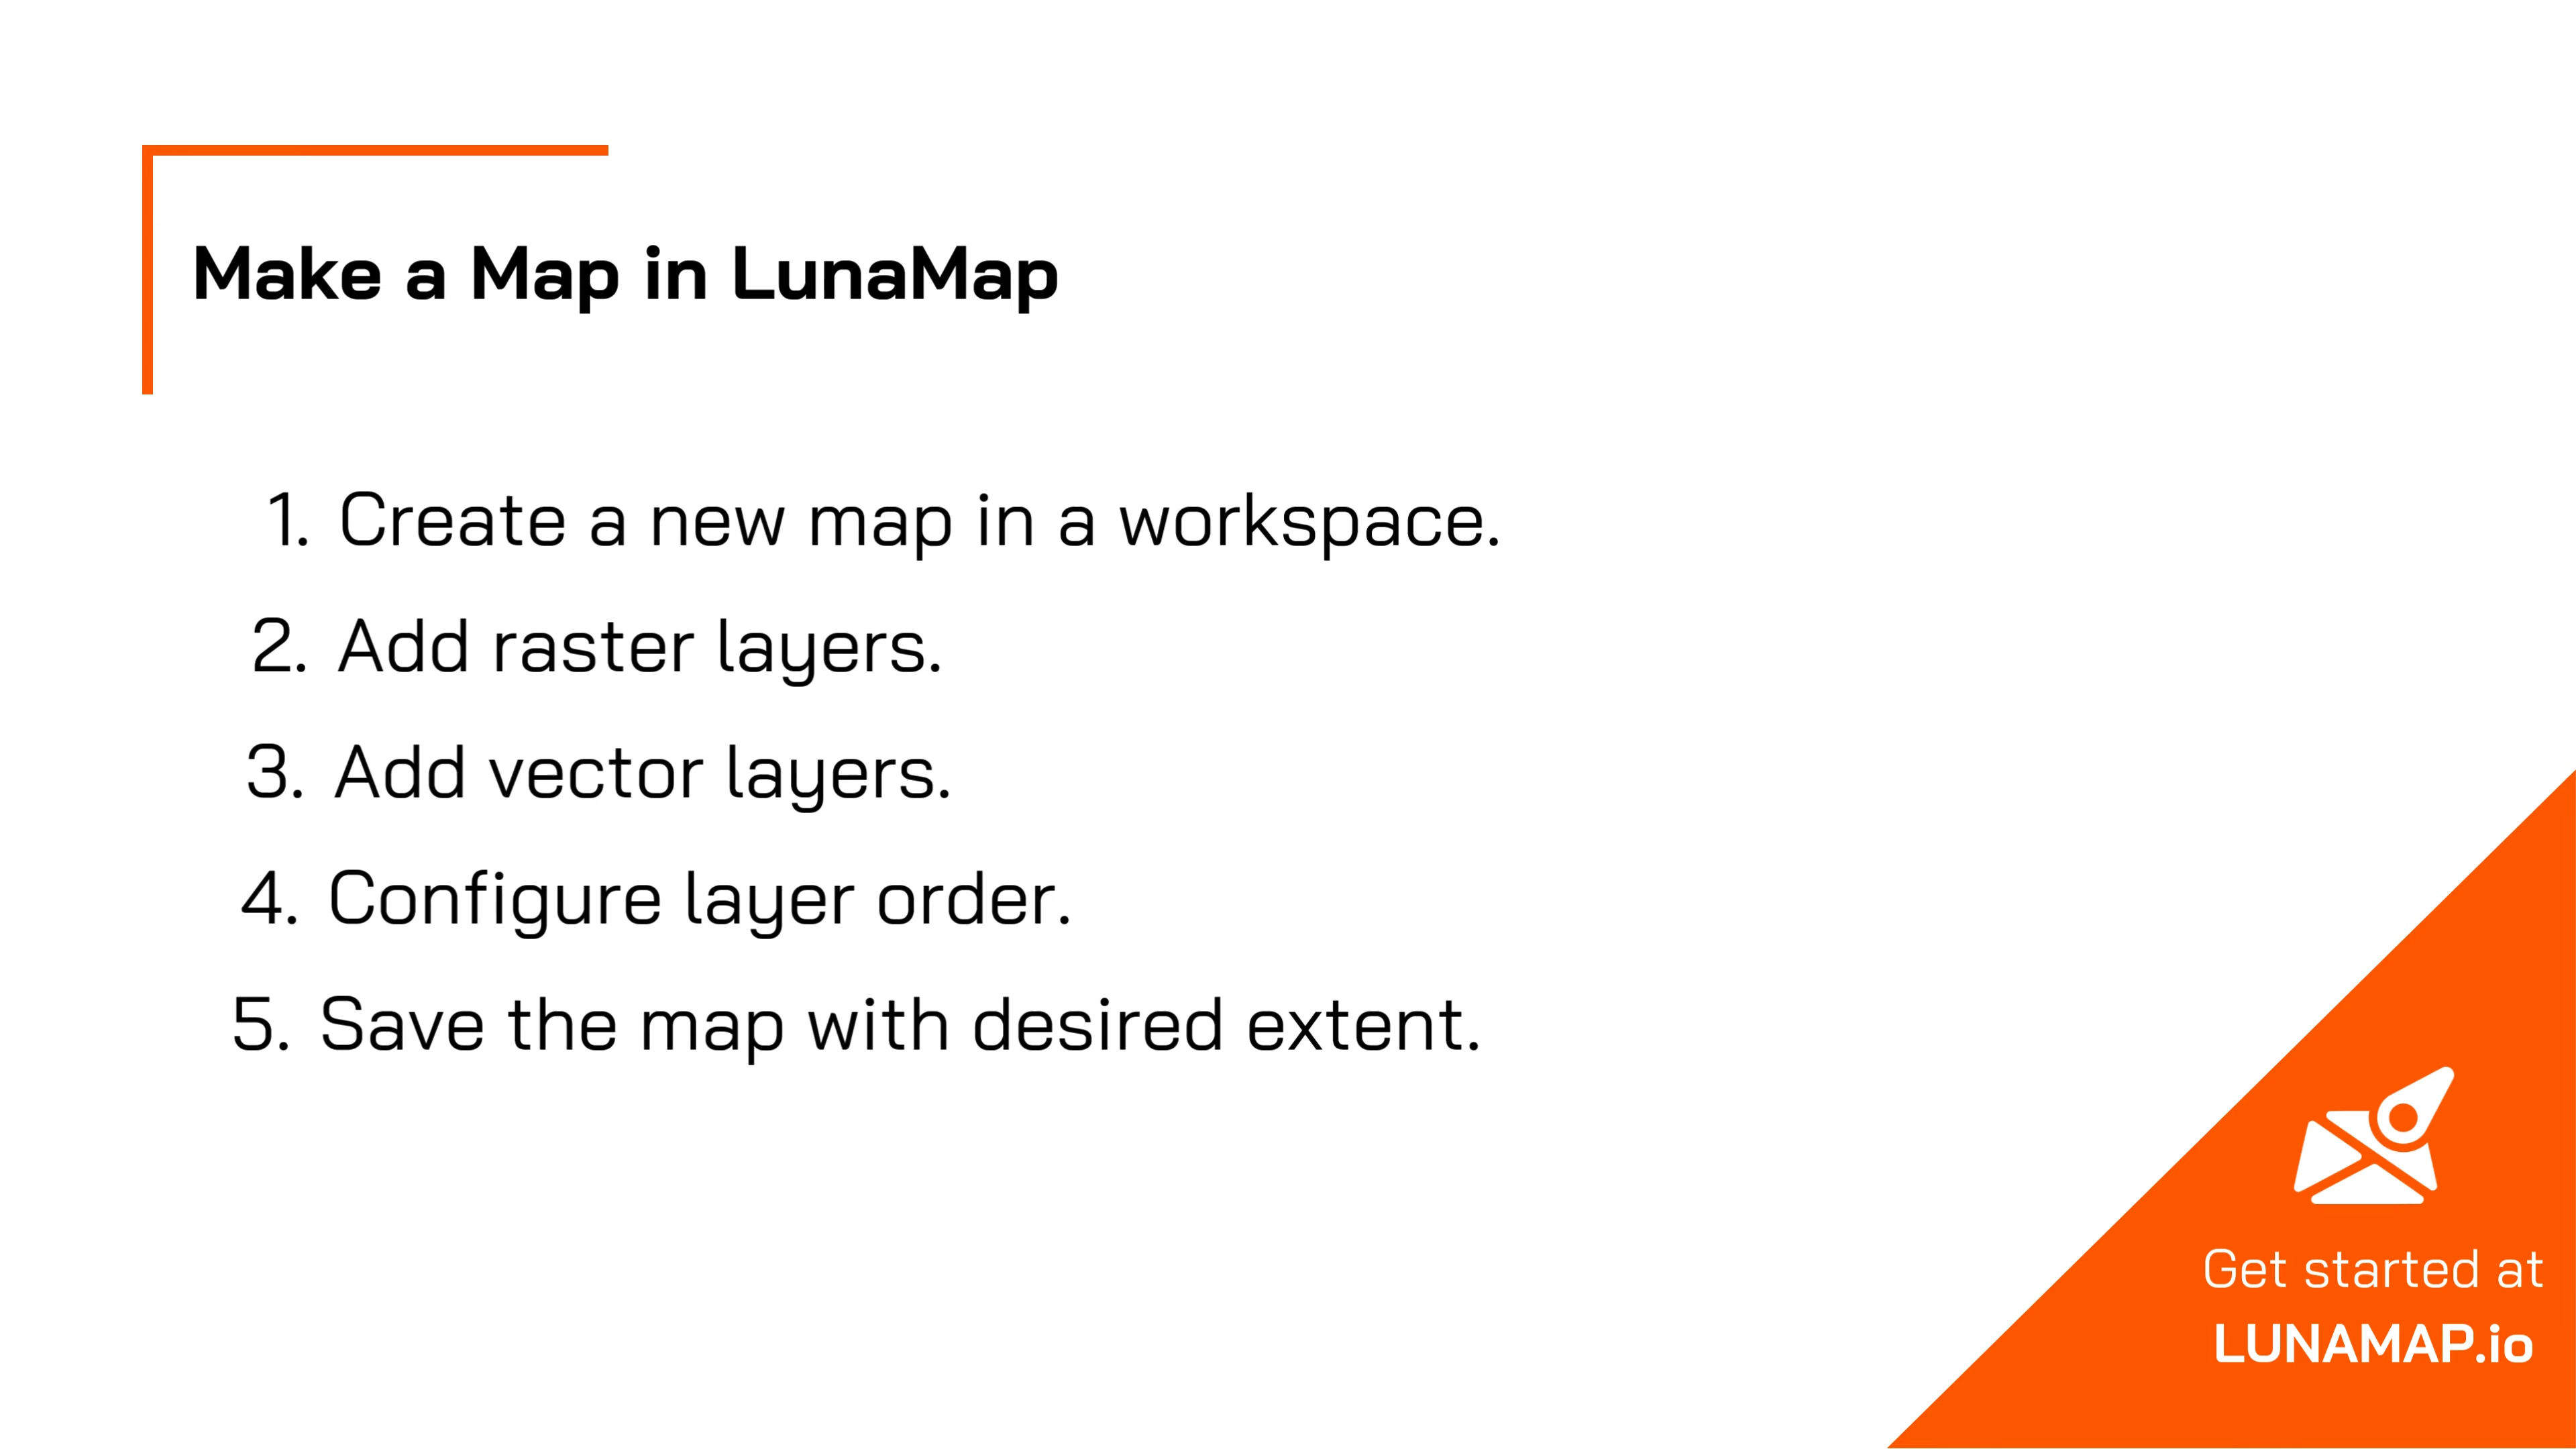 Make a Map in LunaMap
1. Create a new map in a workspace.
2. Add raster layers.
3. Add vector layers.
4. Configure layer order.
5. Save the map with desired extent.
Get started at
LUNAMAP.io